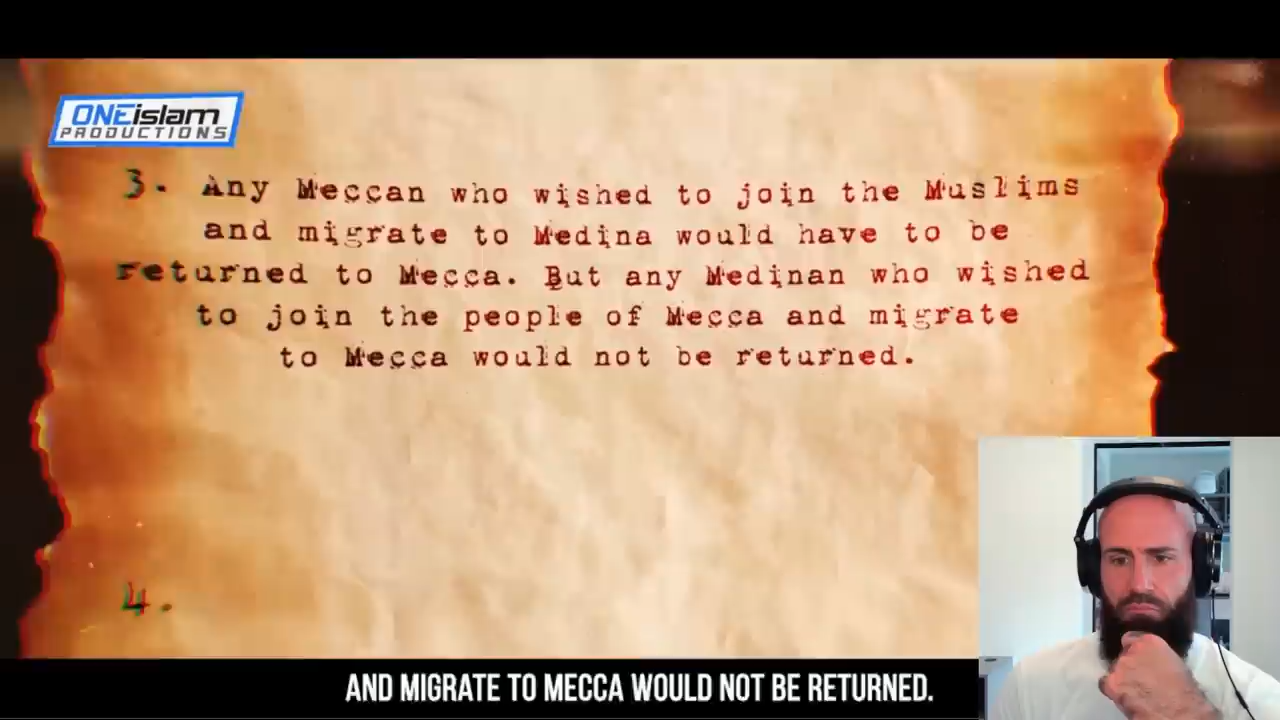 ONEislam
PRODUCTIONS
3. Any Meccan who wished to join the Muslims
and migrate to Medina would have to be
returned to Mecca. But any Medinan who wished
to join the people of Mecca and migrate
to Mecca would not be returned.
4.
AND MIGRATE TO MECCA WOULD NOT BE RETURNED.